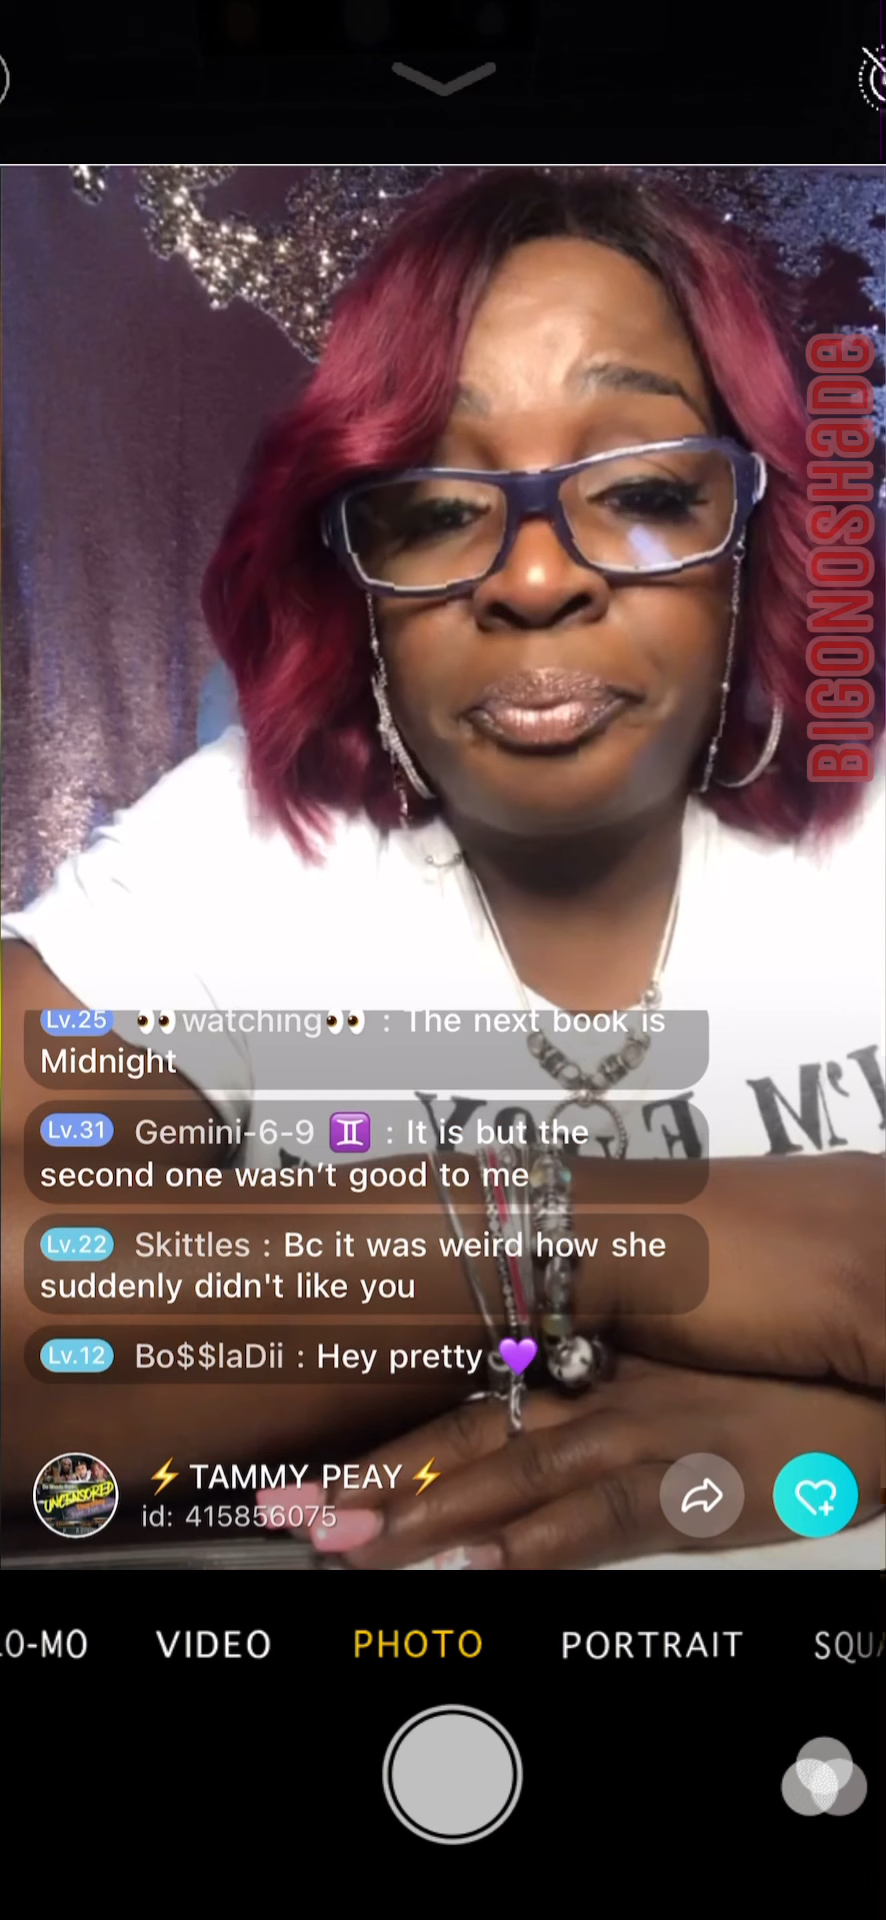 BIGONOSHADE
I'M
Lv.25 👀watching👀 : The next book is
Midnight
Lv.31 Gemini-6-9 ♊ : It is but the
second one wasn't good to me
Lv.22 Skittles : Bc it was weird how she
suddenly didn't like you
Lv.12 Bo$$laDii : Hey pretty 💜
UNCENSORED
⚡ TAMMY PEAY ⚡
id: 415856075
VIDEO PHOTO PORTRAIT